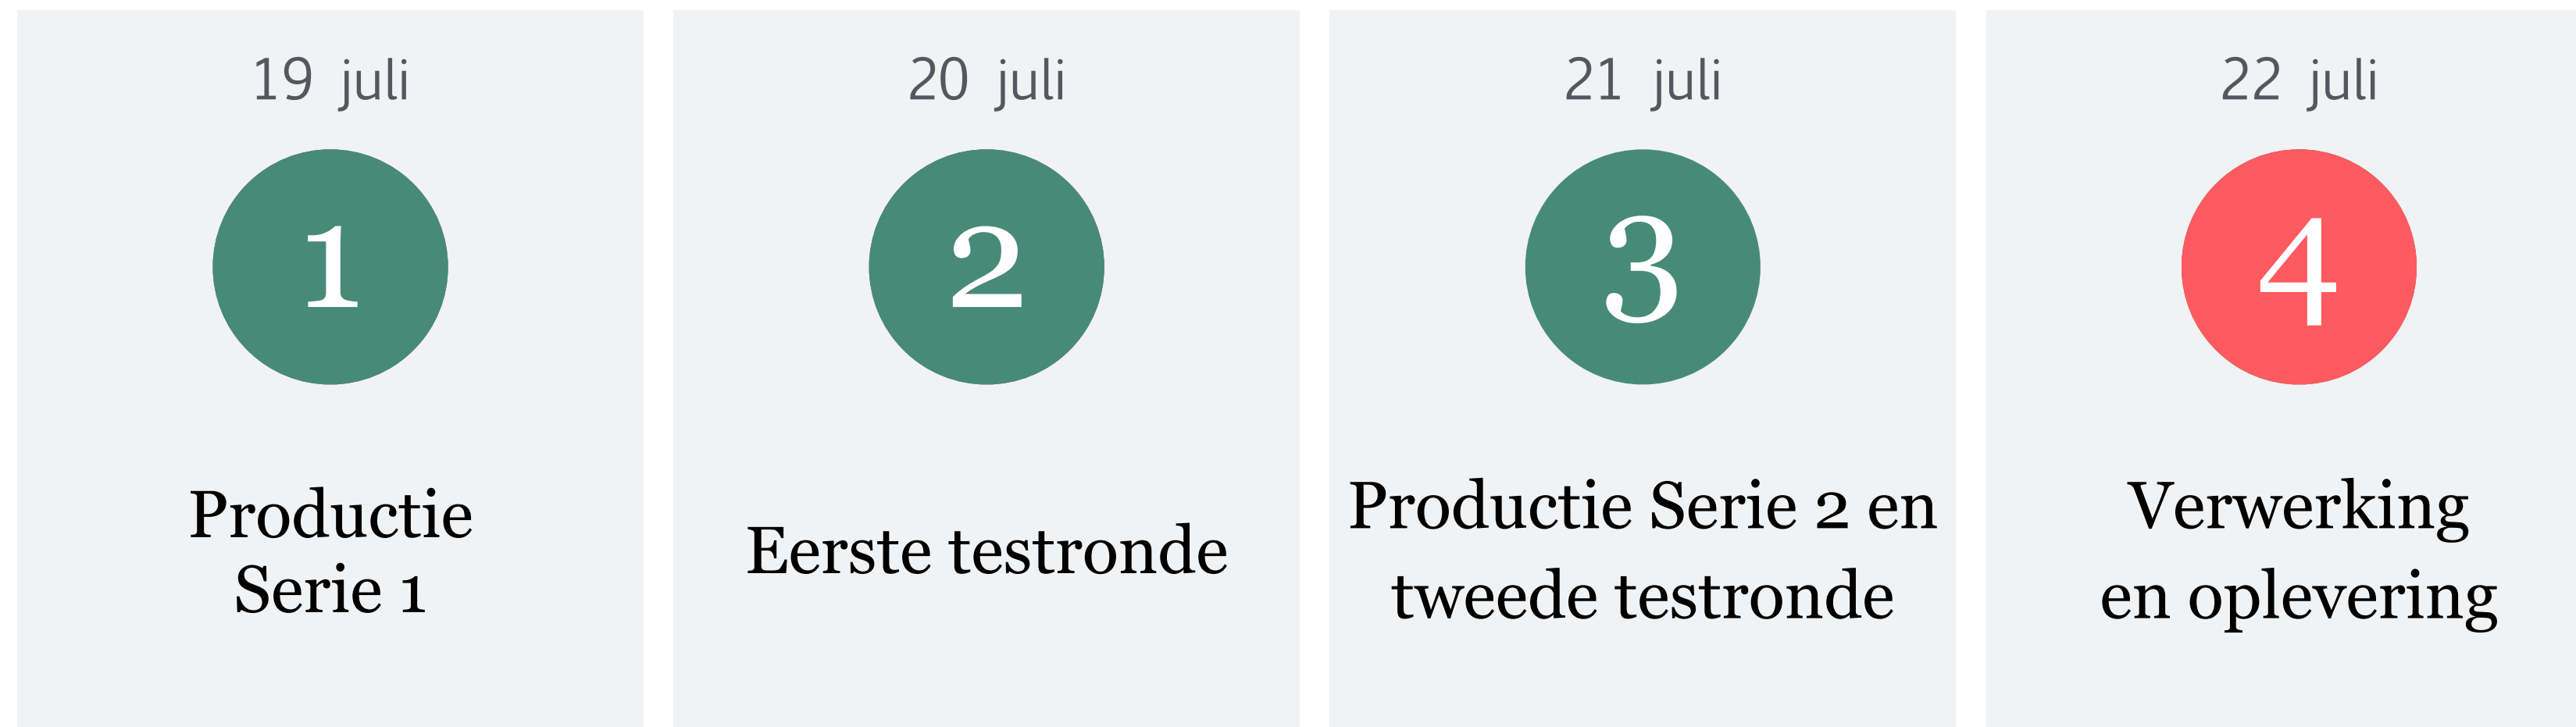 19 juli
1
Productie
Serie 1
20 juli
2
Eerste testronde
21 juli
3
Productie Serie 2 en
tweede testronde
22 juli
4
Verwerking
en oplevering